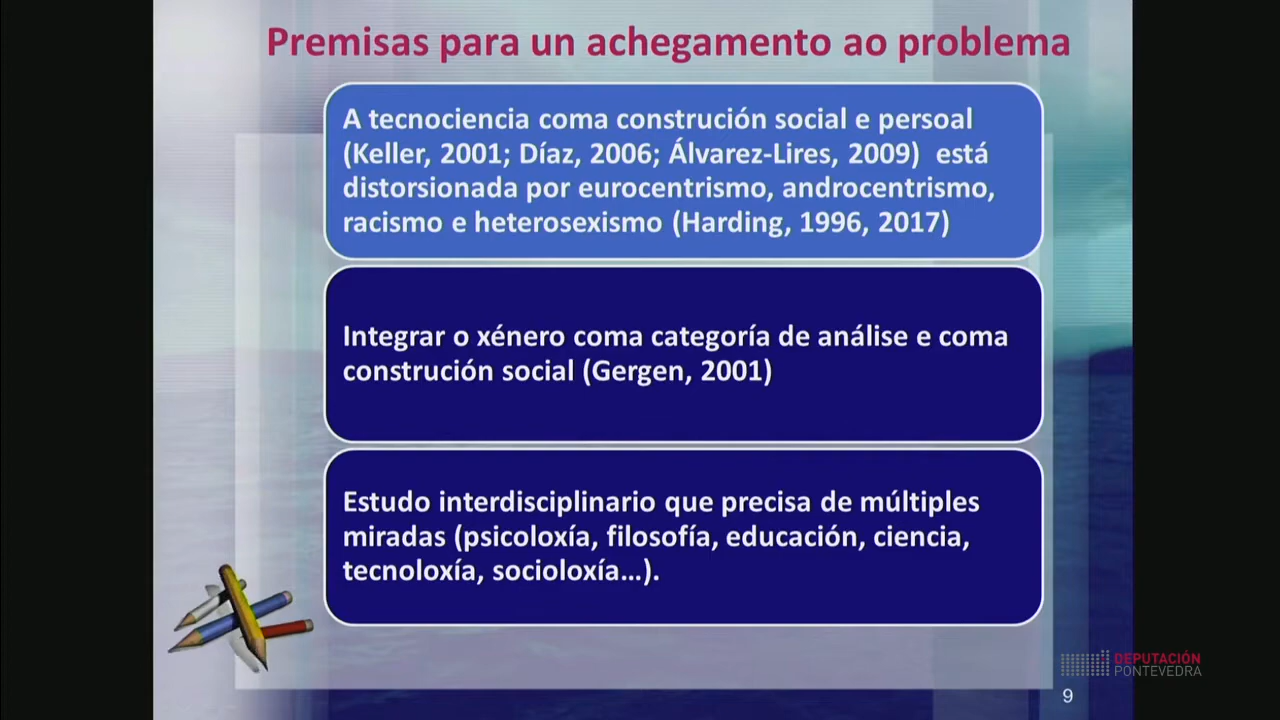 Premisas para un achegamento ao problema
A tecnociencia coma construción social e persoal
(Keller, 2001; Díaz, 2006; Álvarez-Lires, 2009) está
distorsionada por eurocentrismo, androcentrismo,
racismo e heterosexismo (Harding, 1996, 2017)
Integrar o xénero coma categoría de análise e coma
construción social (Gergen, 2001)
Estudo interdisciplinario que precisa de múltiples
miradas (psicoloxía, filosofía, educación, ciencia,
tecnoloxía, socioloxía…).
DEPUTACIÓN
PONTEVEDRA
9